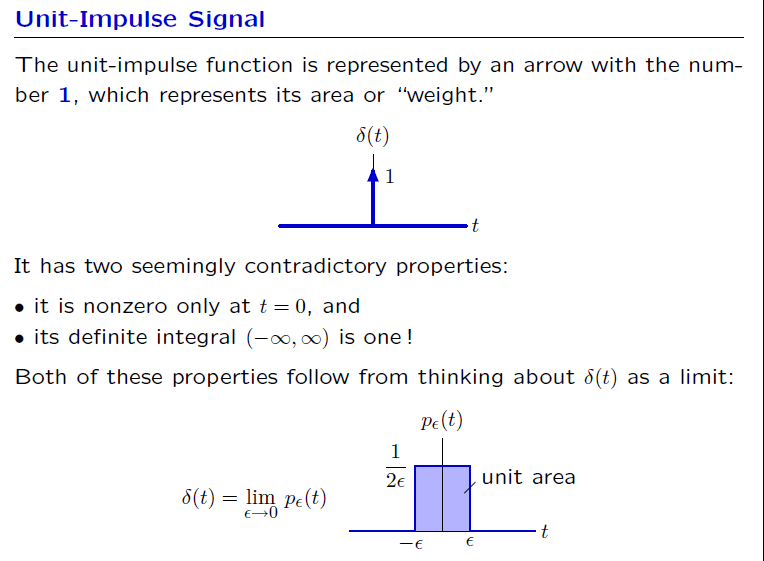 Unit-Impulse Signal
The unit-impulse function is represented by an arrow with the num-
ber 1, which represents its area or “weight.”
δ(t)
1
t
It has two seemingly contradictory properties:
• it is nonzero only at t = 0, and
• its definite integral (−∞, ∞) is one !
Both of these properties follow from thinking about δ(t) as a limit:
pϵ(t)
1
2ϵ
unit area
δ(t) = lim pϵ(t)
ϵ→0
t
−ϵ
ϵ